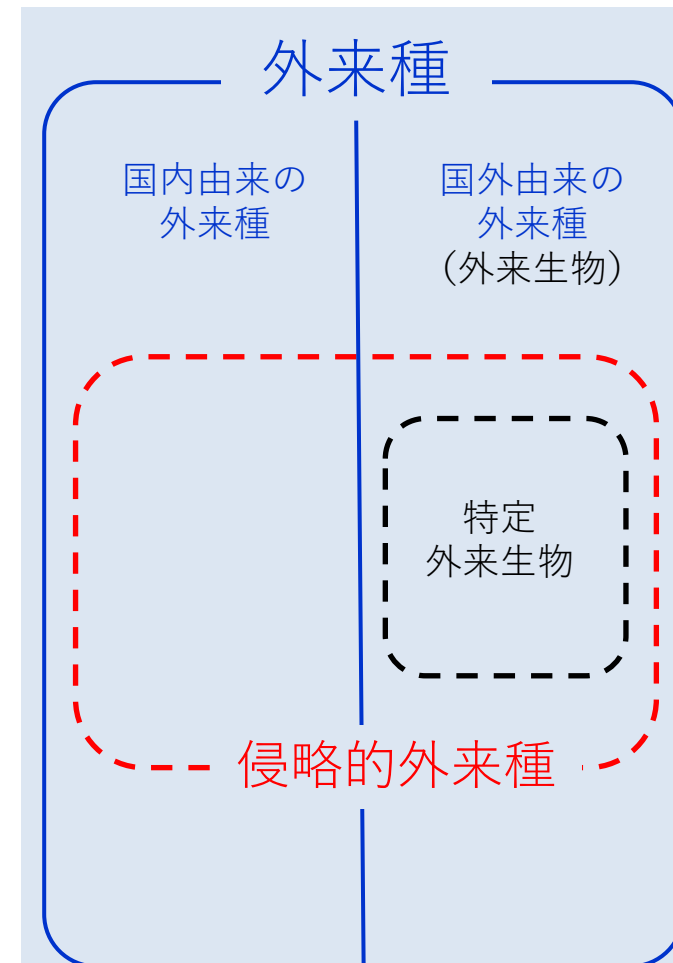 外来種
国内由来の
外来種
国外由来の
外来種
（外来生物）
特定
外来生物
侵略的外来種